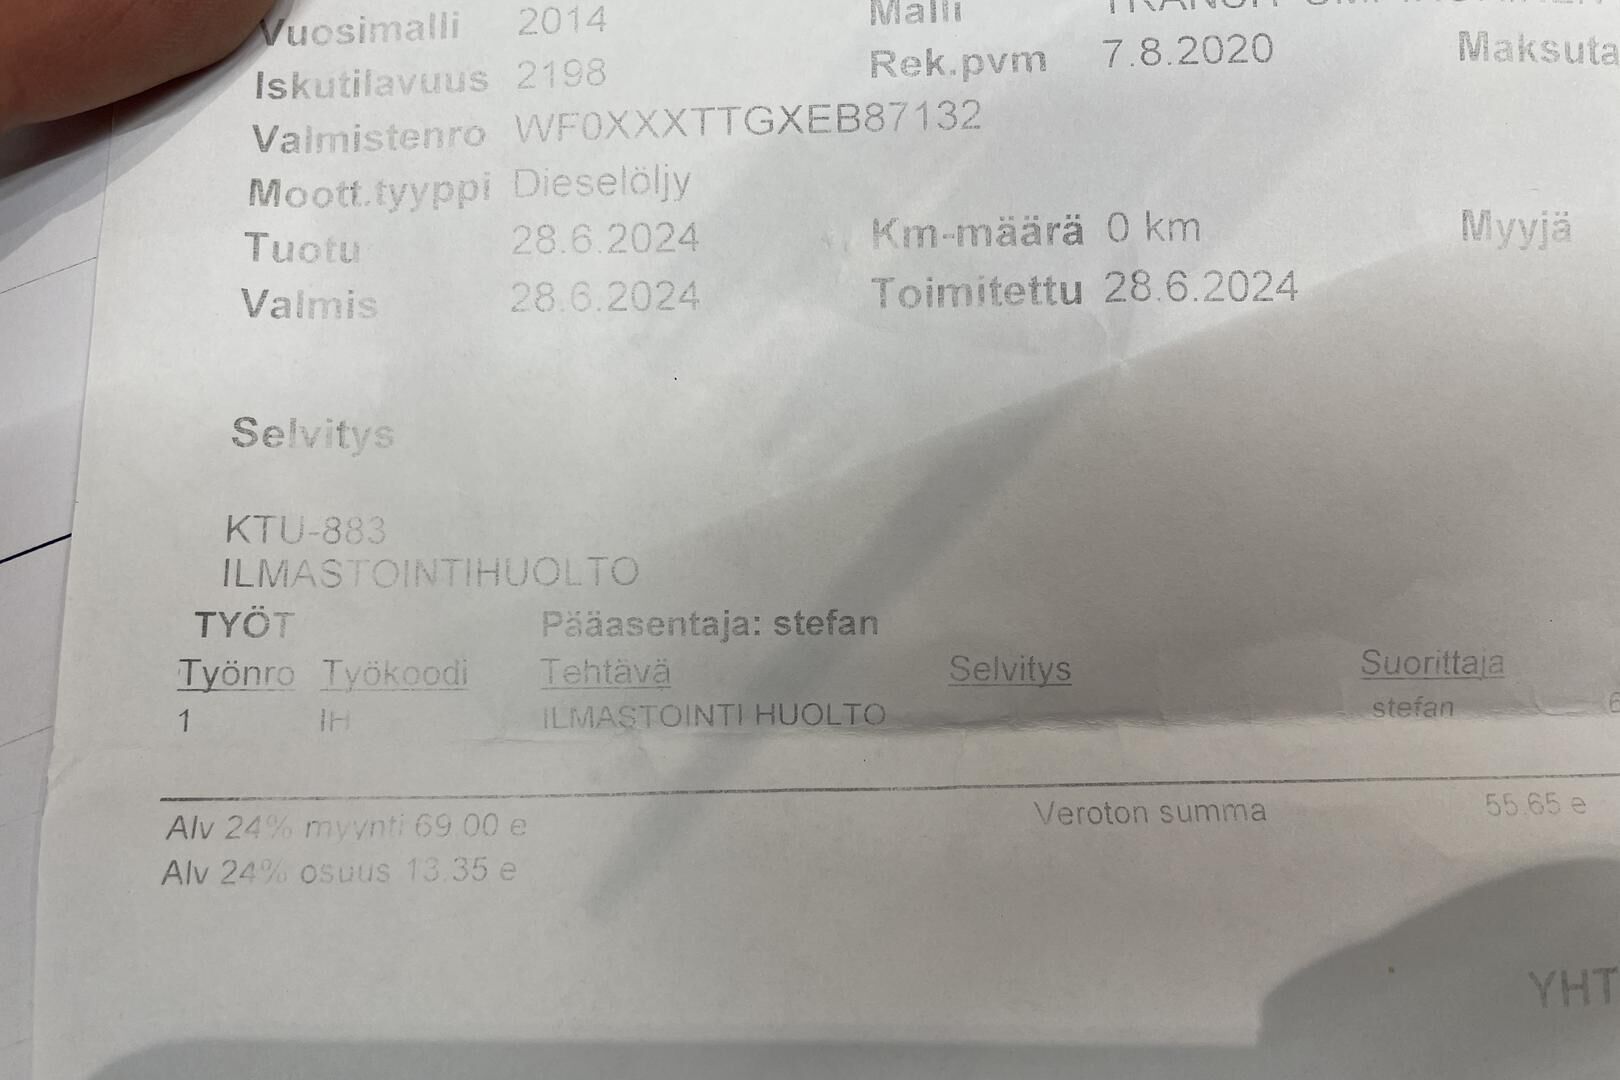 Vuosimalli 2014 Malli
Iskutilavuus 2198 Rek.pvm 7.8.2020 Maksuta
Valmistenro WF0XXXTTGXEB87132
Moott.tyyppi Dieselöljy
Tuotu 28.6.2024 Km-määrä 0 km Myyjä
Valmis 28.6.2024 Toimitettu 28.6.2024
Selvitys
KTU-883
ILMASTOINTIHUOLTO
TYÖT Pääasentaja: stefan
Työnro Työkoodi Tehtävä Selvitys Suorittaja
1 IH ILMASTOINTI HUOLTO stefan 6
Alv 24% myynti 69.00 e Veroton summa 55.65 e
Alv 24% osuus 13.35 e
YHT